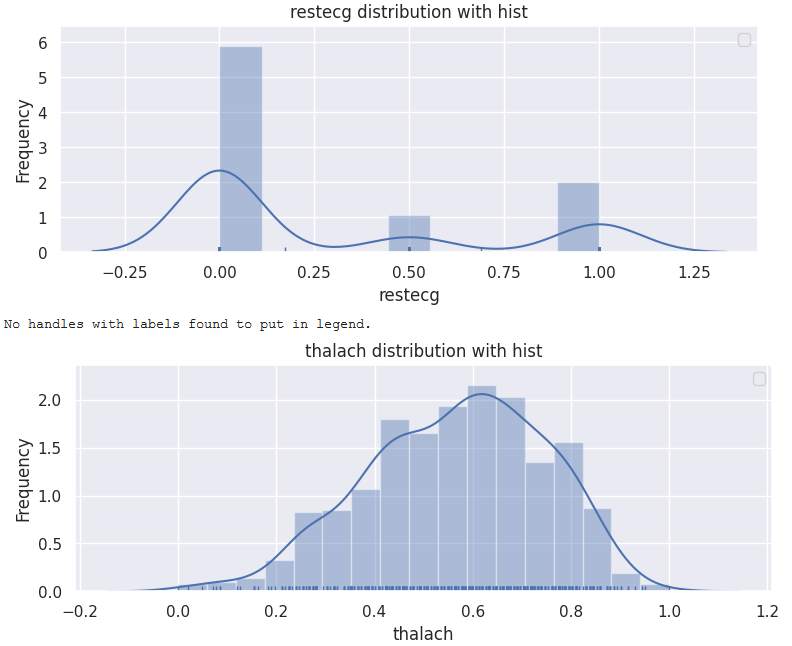 restecg distribution with hist
Frequency
6
5
4
3
2
1
0
−0.25 0.00 0.25 0.50 0.75 1.00 1.25
restecg
No handles with labels found to put in legend.
thalach distribution with hist
Frequency
2.0
1.5
1.0
0.5
0.0
−0.2 0.0 0.2 0.4 0.6 0.8 1.0 1.2
thalach